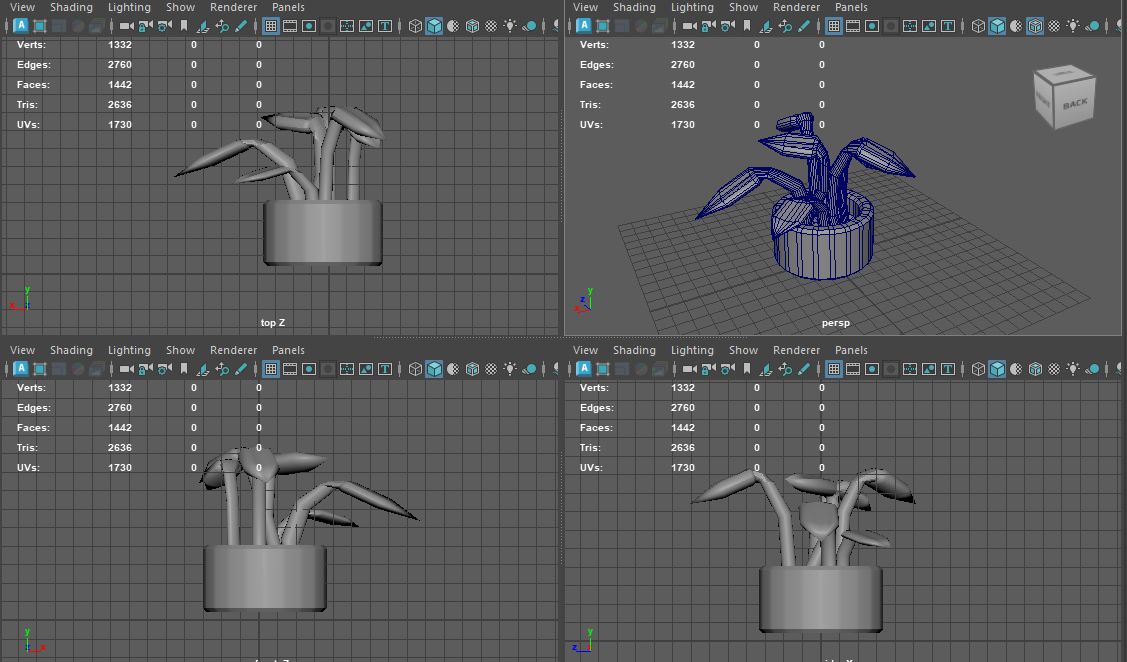 View Shading Lighting Show Renderer Panels
Verts: 1332 0 0
Edges: 2760 0 0
Faces: 1442 0 0
Tris: 2636 0 0
UVs: 1730 0 0
y
x z
top Z
View Shading Lighting Show Renderer Panels
Verts: 1332 0 0
Edges: 2760 0 0
Faces: 1442 0 0
Tris: 2636 0 0
UVs: 1730 0 0
BACK
y
z
x
persp
View Shading Lighting Show Renderer Panels
Verts: 1332 0 0
Edges: 2760 0 0
Faces: 1442 0 0
Tris: 2636 0 0
UVs: 1730 0 0
y
z x
View Shading Lighting Show Renderer Panels
Verts: 1332 0 0
Edges: 2760 0 0
Faces: 1442 0 0
Tris: 2636 0 0
UVs: 1730 0 0
y
z